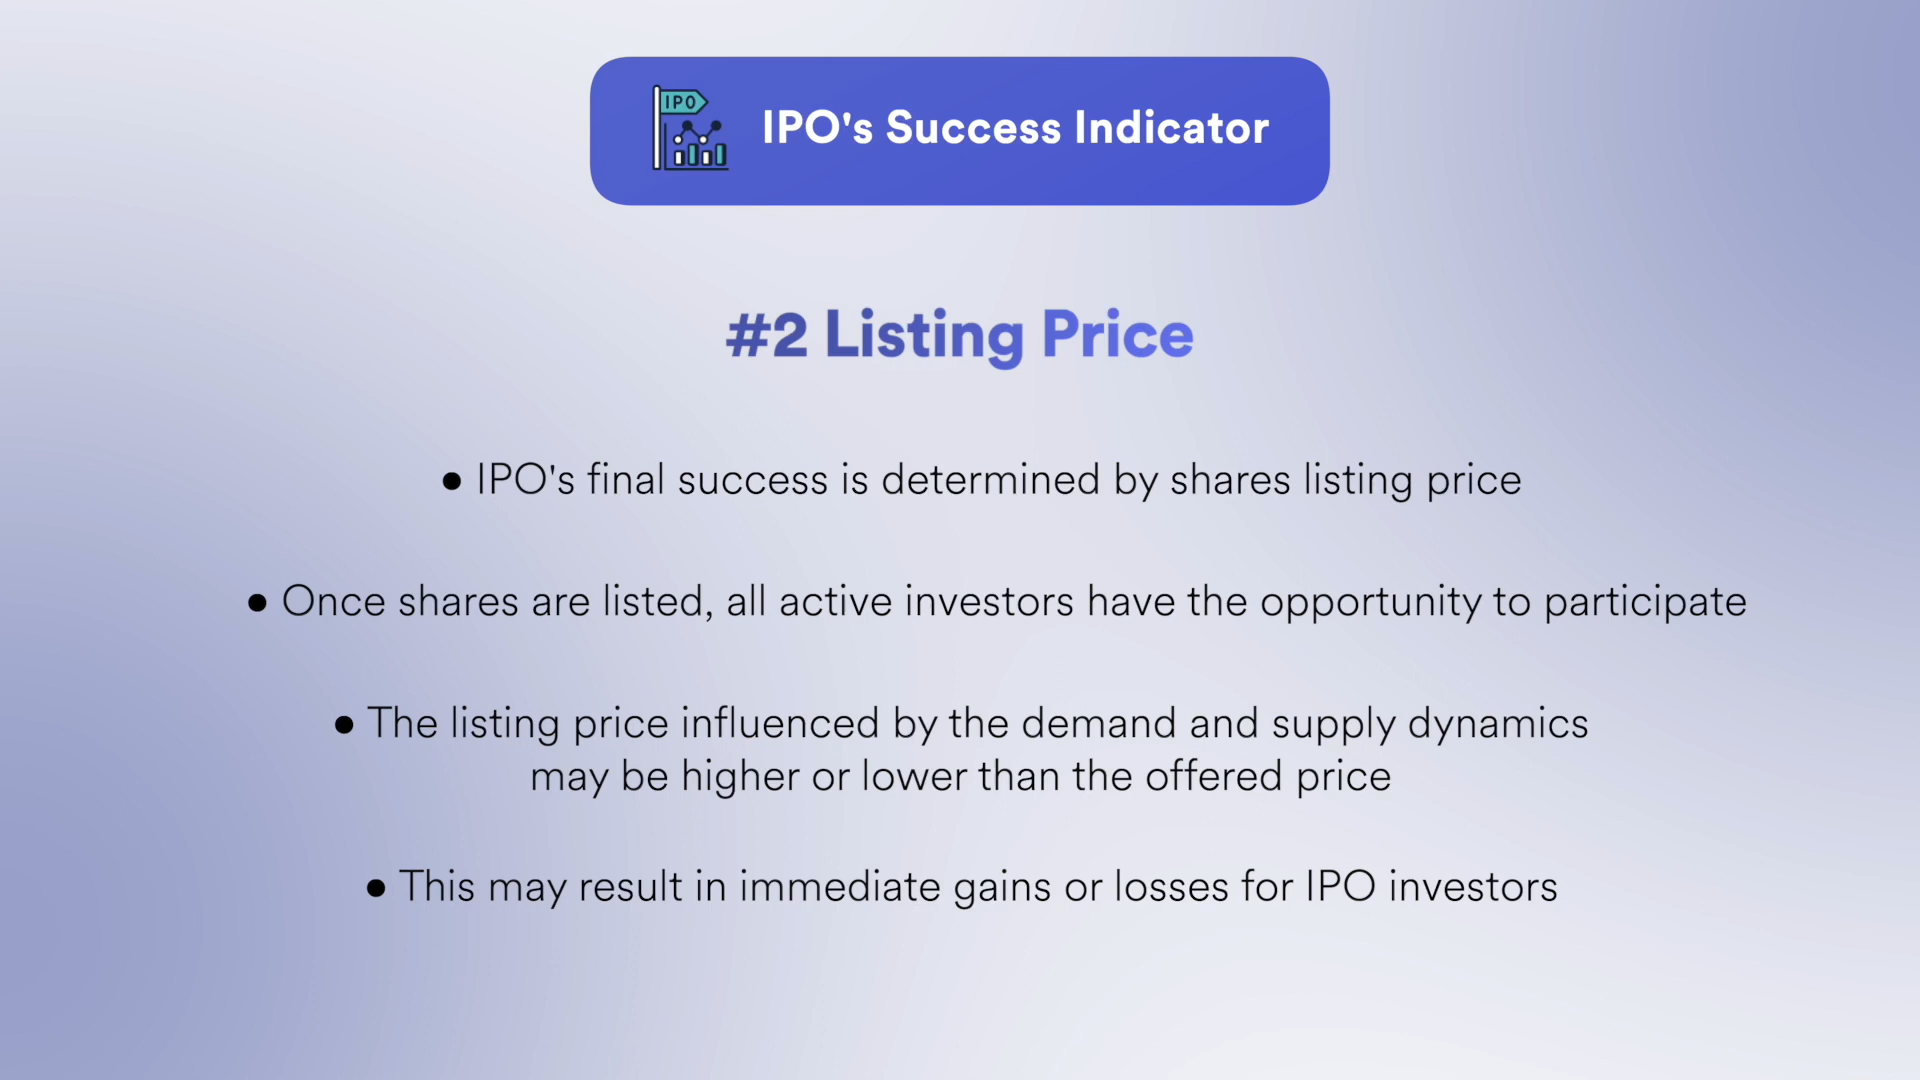 IPO
IPO's Success Indicator
#2 Listing Price
● IPO's final success is determined by shares listing price
● Once shares are listed, all active investors have the opportunity to participate
● The listing price influenced by the demand and supply dynamics
may be higher or lower than the offered price
● This may result in immediate gains or losses for IPO investors